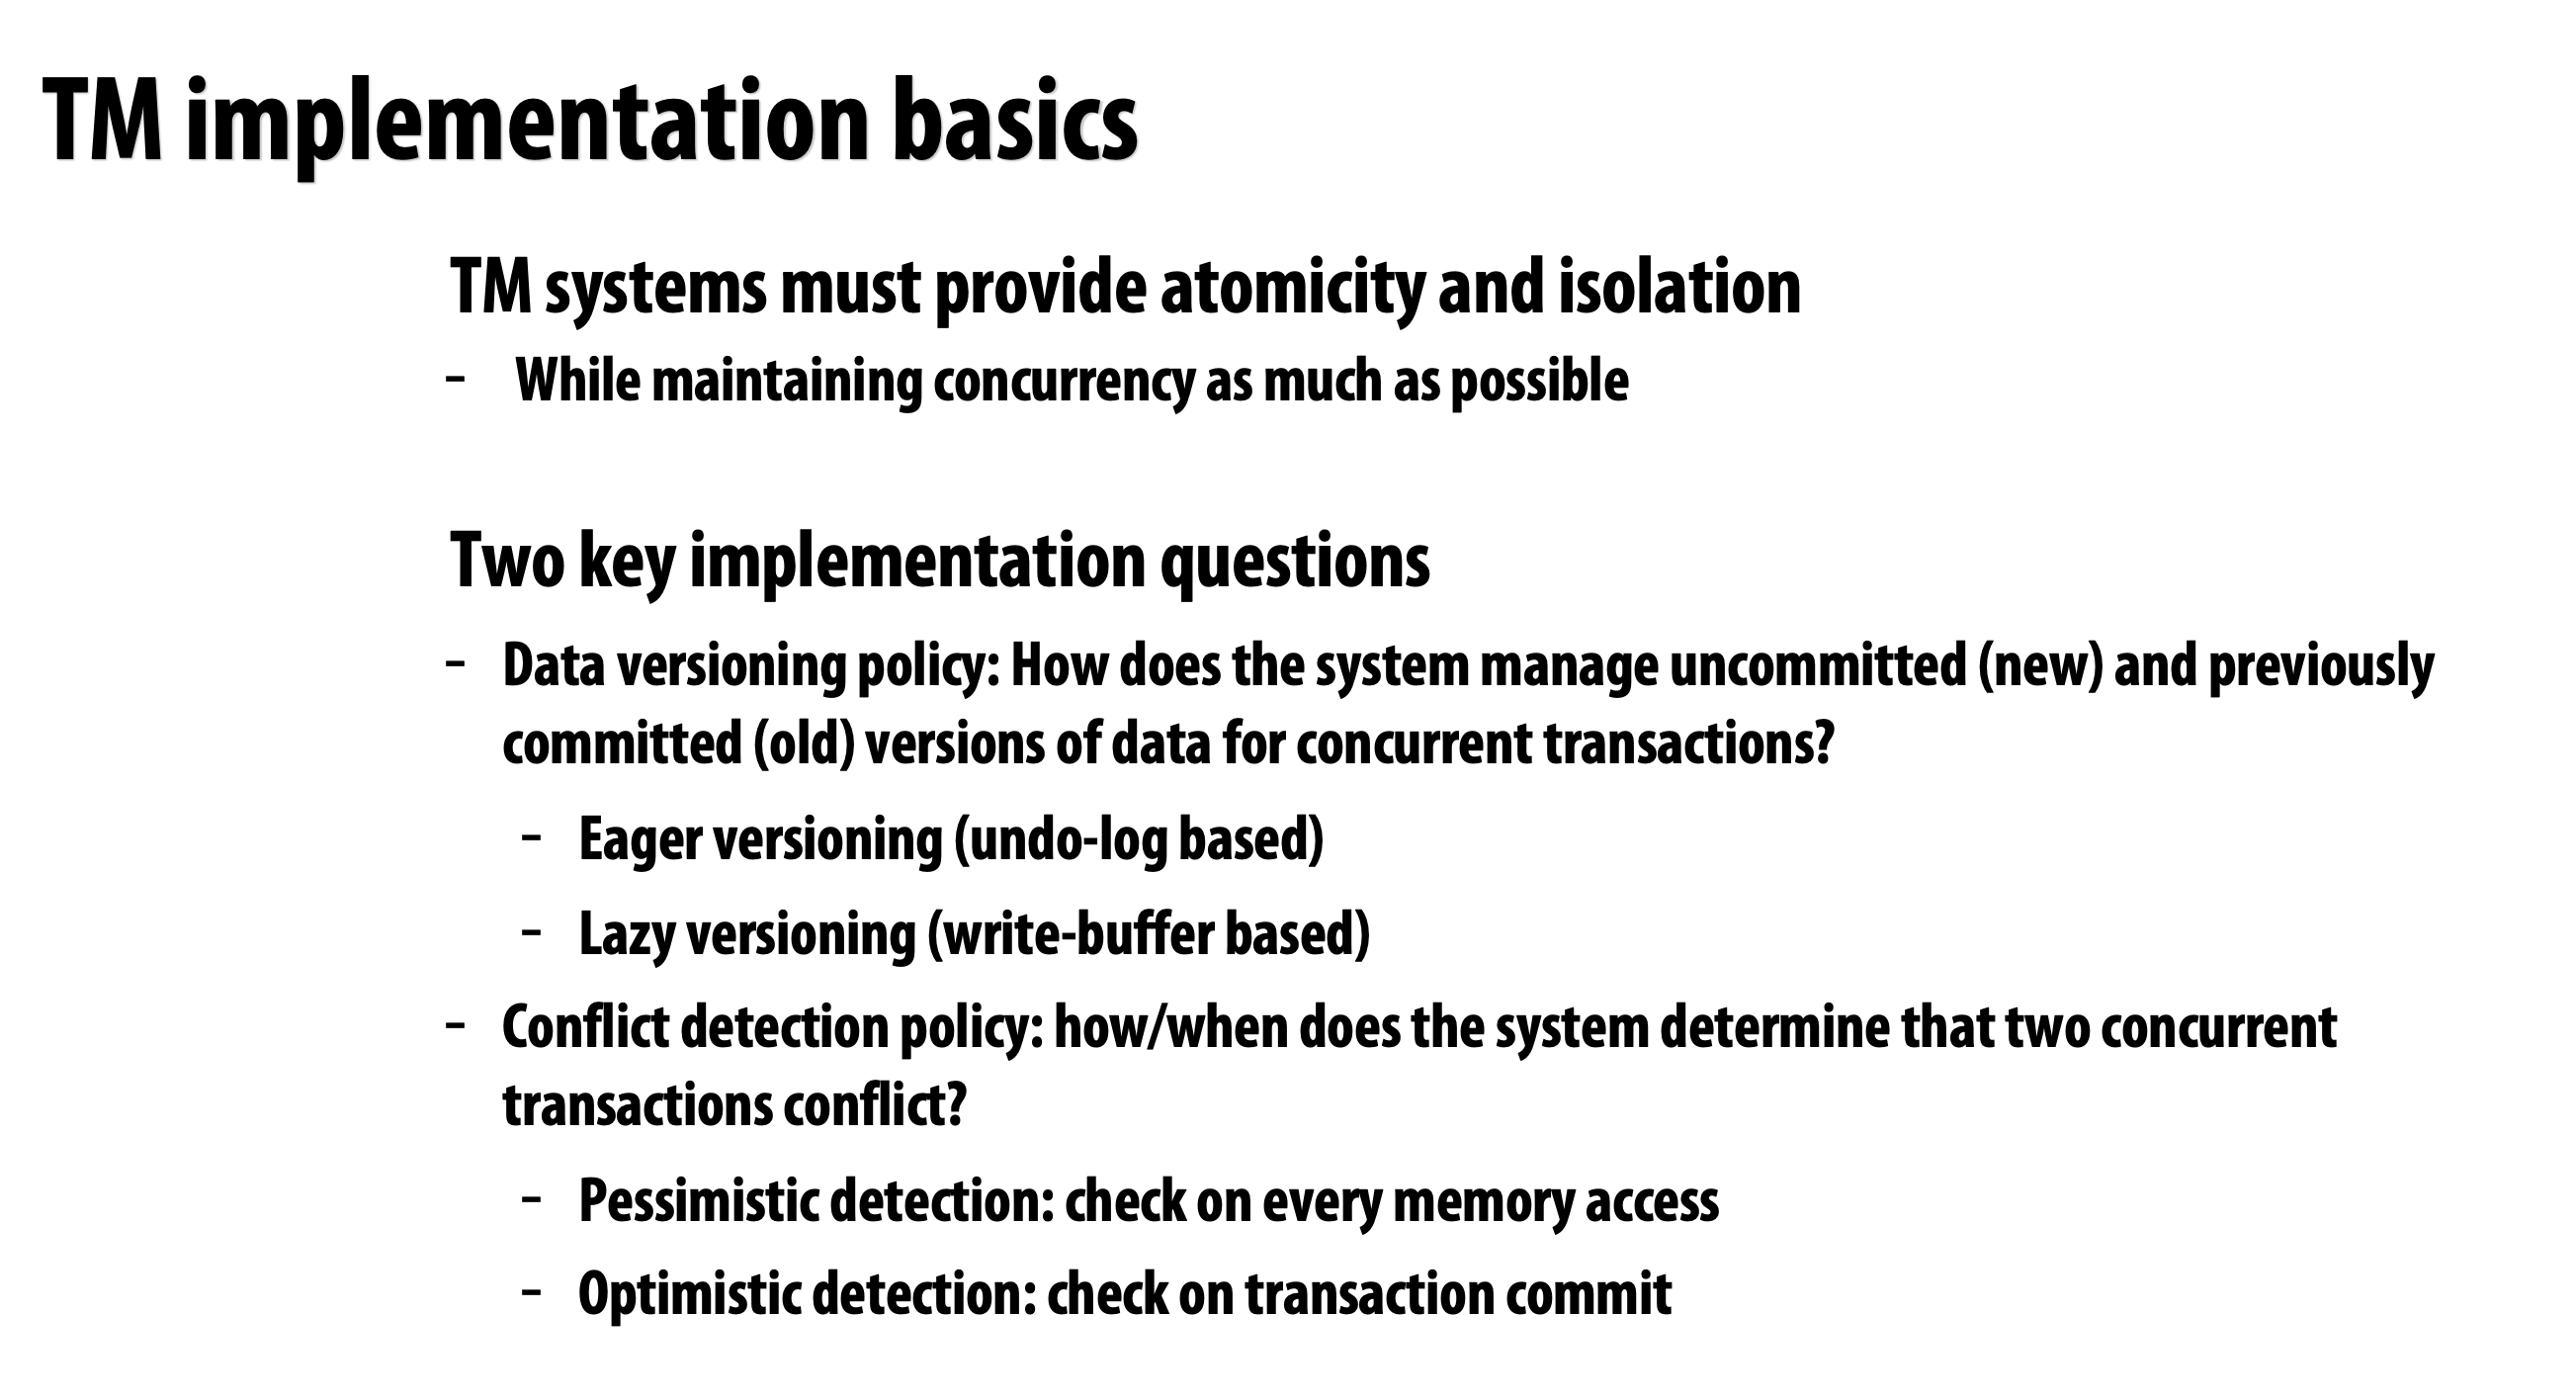 TM implementation basics
TM systems must provide atomicity and isolation
- While maintaining concurrency as much as possible
Two key implementation questions
- Data versioning policy: How does the system manage uncommitted (new) and previously
committed (old) versions of data for concurrent transactions?
- Eager versioning (undo-log based)
- Lazy versioning (write-buffer based)
- Conflict detection policy: how/when does the system determine that two concurrent
transactions conflict?
- Pessimistic detection: check on every memory access
- Optimistic detection: check on transaction commit